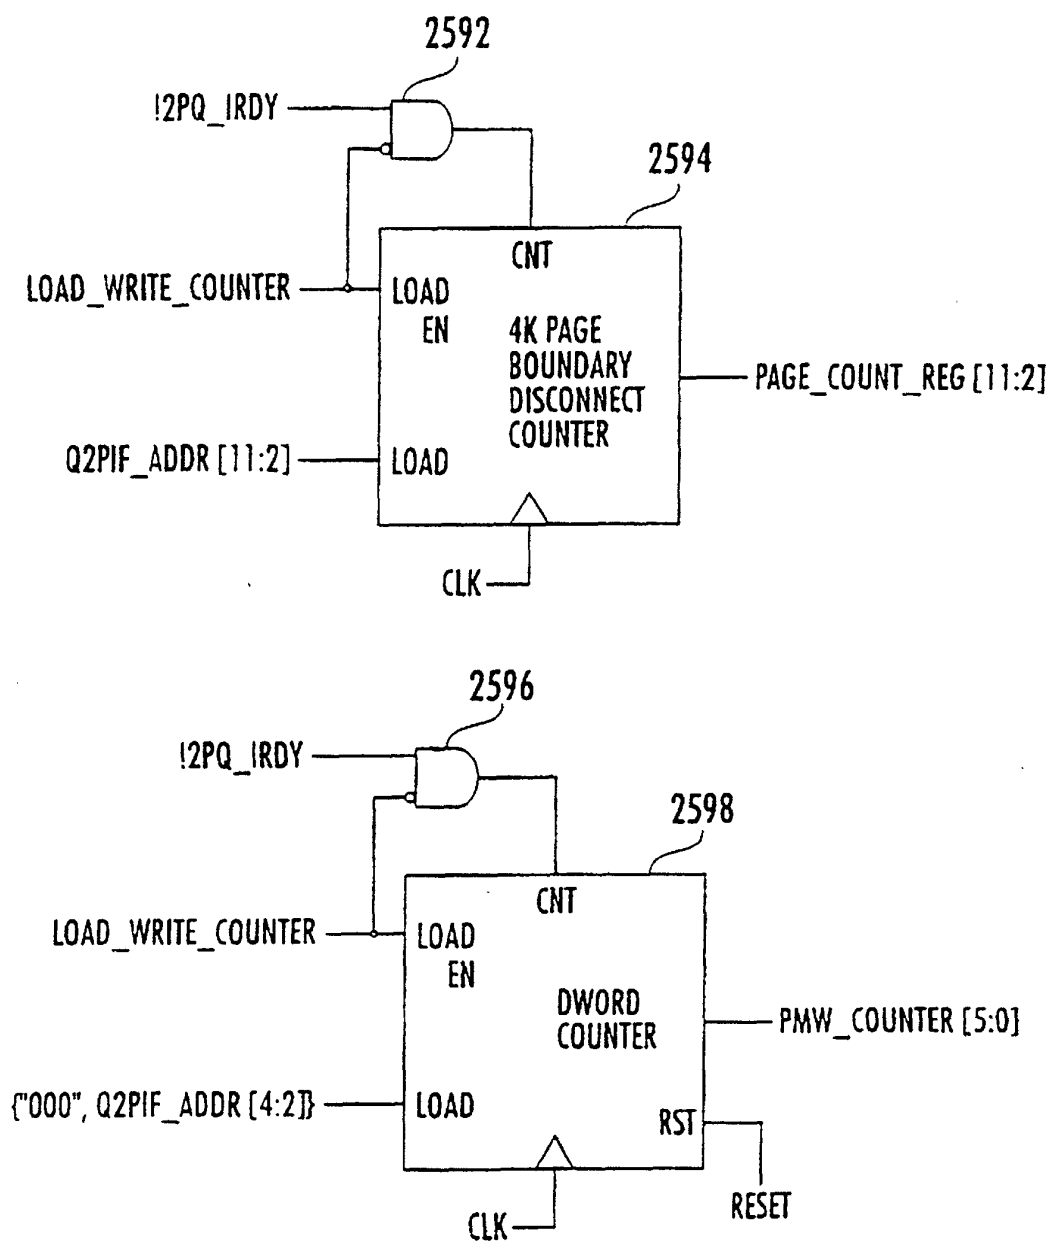 2592
!2PQ_IRDY
2594
CNT
LOAD_WRITE_COUNTER
LOAD
EN
4K PAGE
BOUNDARY
DISCONNECT
COUNTER
PAGE_COUNT_REG [11:2]
Q2PIF_ADDR [11:2]
LOAD
CLK
2596
!2PQ_IRDY
2598
CNT
LOAD_WRITE_COUNTER
LOAD
EN
DWORD
COUNTER
PMW_COUNTER [5:0]
{"000", Q2PIF_ADDR [4:2]}
LOAD
RST
RESET
CLK